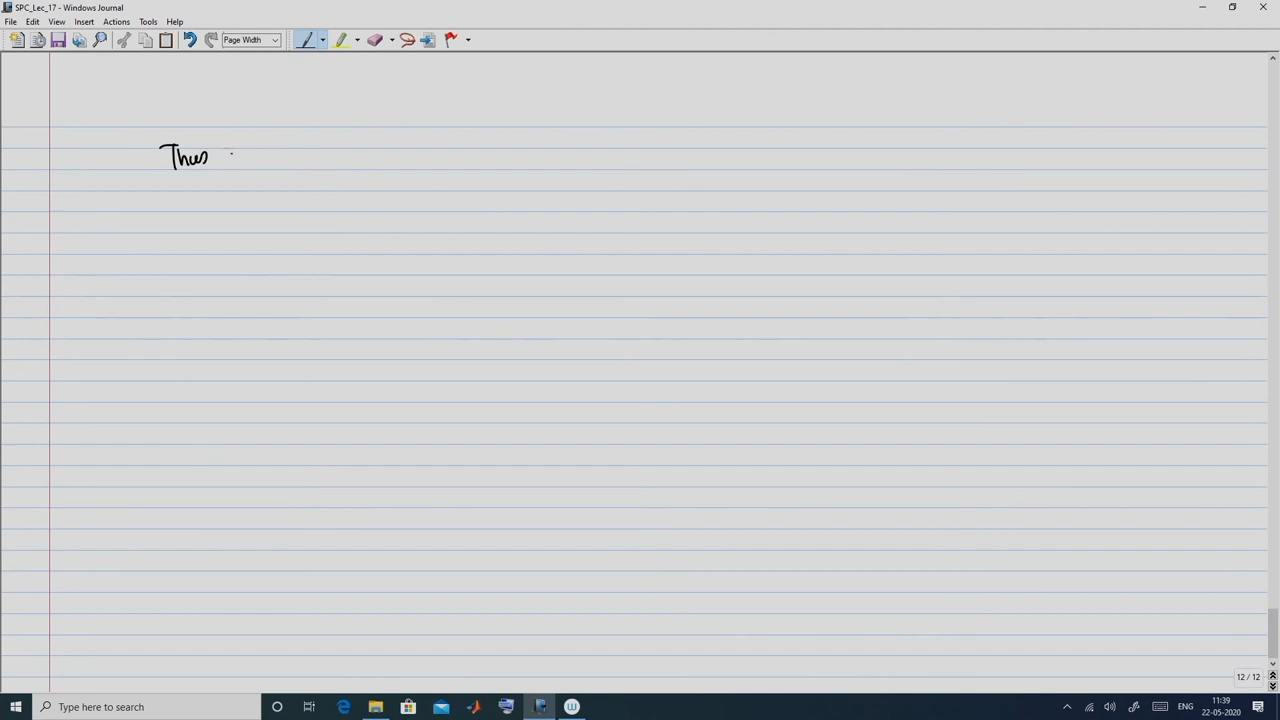 SPC_Lec_17 - Windows Journal
File Edit View Insert Actions Tools Help
Page Width
Thus
12 / 12
Type here to search
ENG
11:39
22-05-2020